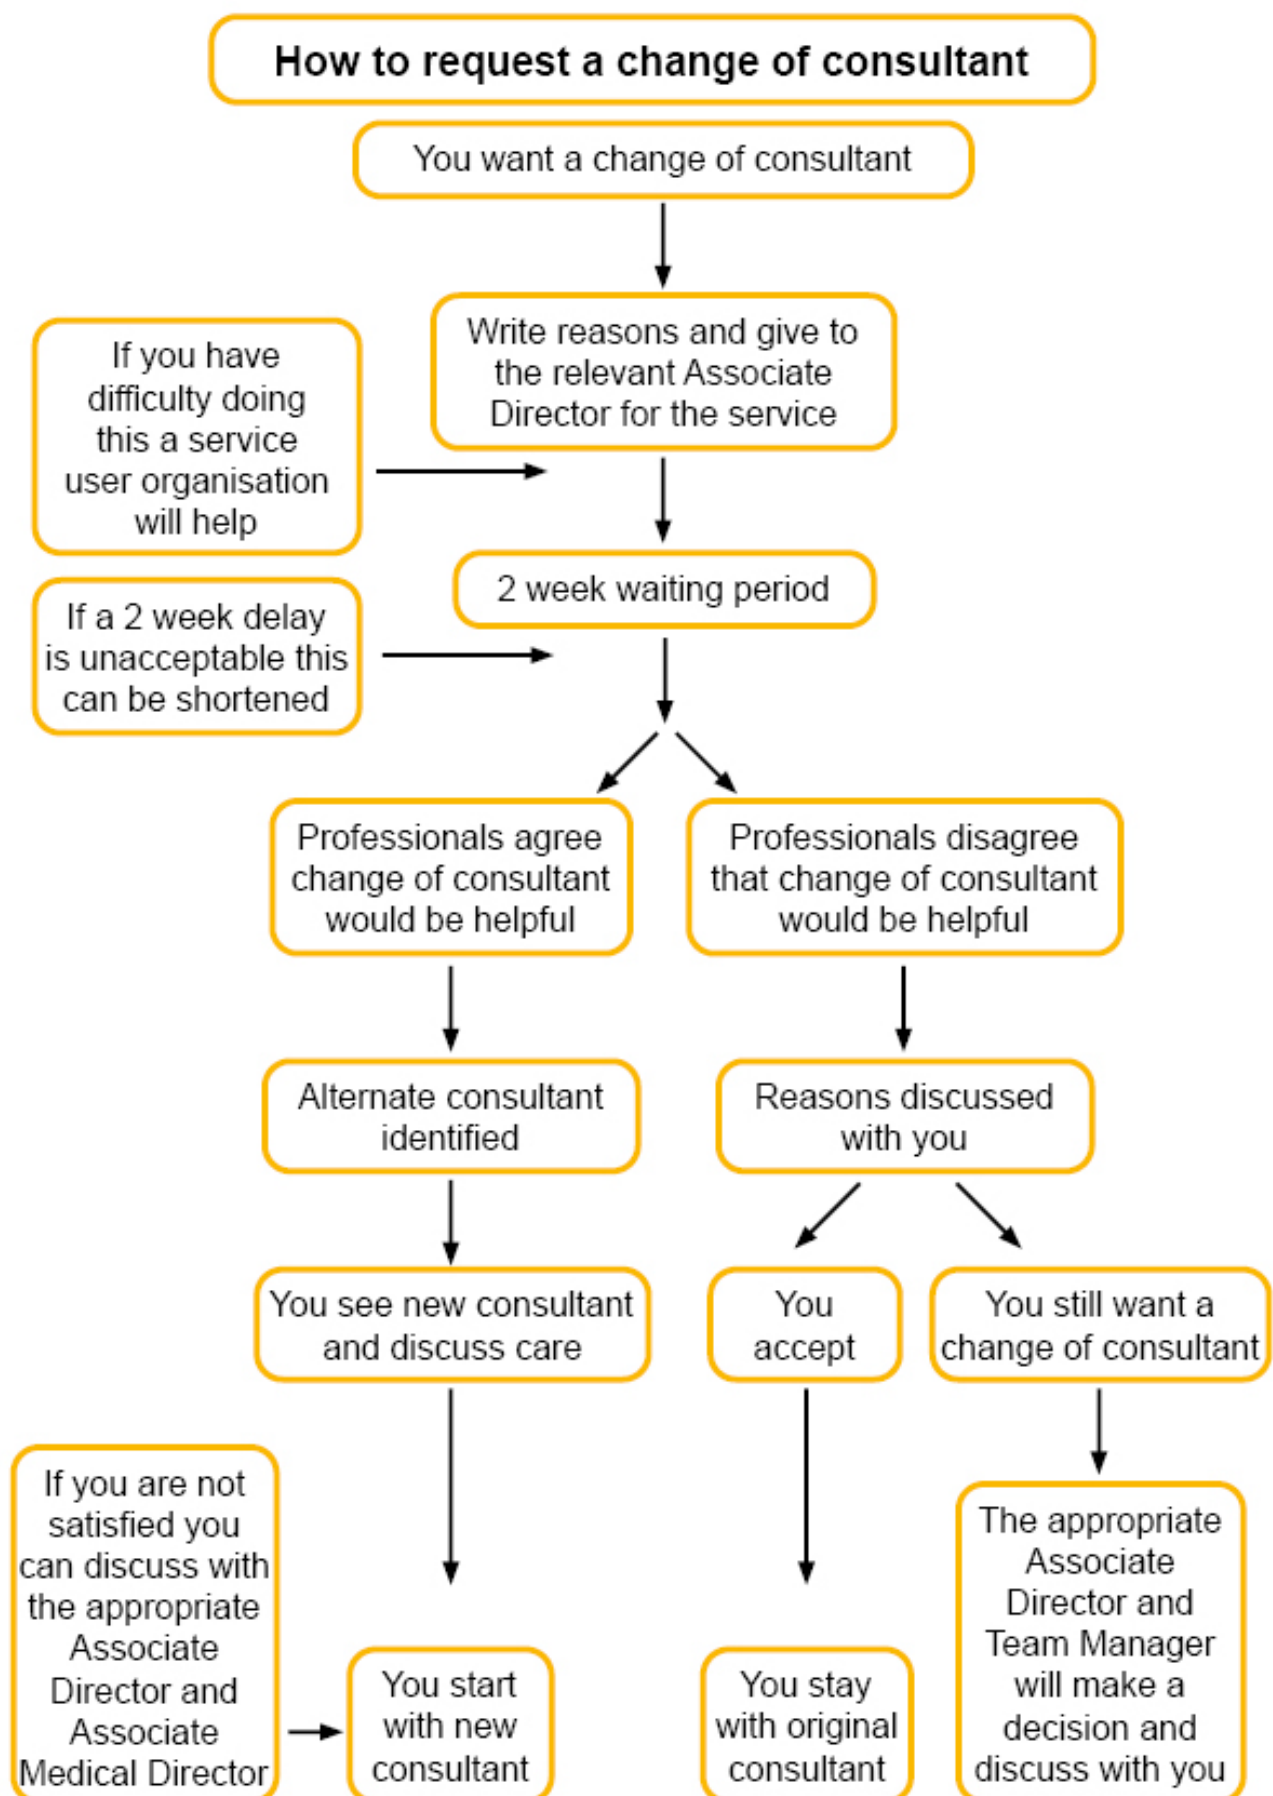 How to request a change of consultant
You want a change of consultant
Write reasons and give to
the relevant Associate
Director for the service
If you have
difficulty doing
this a service
user organisation
will help
2 week waiting period
If a 2 week delay
is unacceptable this
can be shortened
Professionals agree
change of consultant
would be helpful
Professionals disagree
that change of consultant
would be helpful
Alternate consultant
identified
Reasons discussed
with you
You see new consultant
and discuss care
You
accept
You still want a
change of consultant
If you are not
satisfied you
can discuss with
the appropriate
Associate
Director and
Associate
Medical Director
You start
with new
consultant
You stay
with original
consultant
The appropriate
Associate
Director and
Team Manager
will make a
decision and
discuss with you